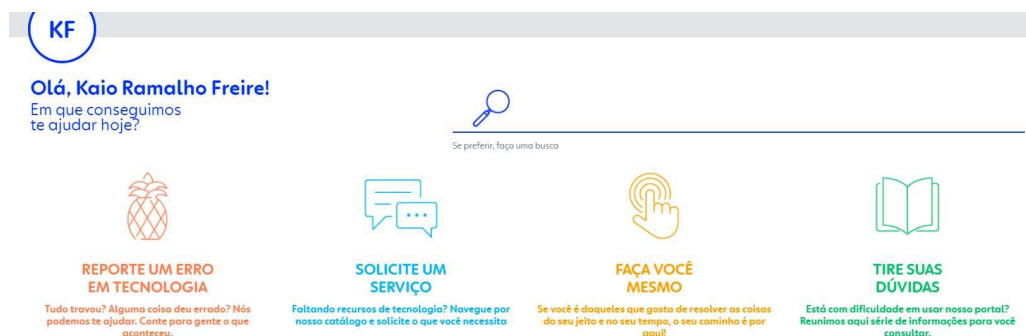 KF
Olá, Kaio Ramalho Freire!
Em que conseguimos
te ajudar hoje?
Se preferir, faça uma busca
REPORTE UM ERRO
EM TECNOLOGIA
Tudo travou? Alguma coisa deu errado? Nós
podemos te ajudar. Conte para gente o que
aconteceu.
SOLICITE UM
SERVIÇO
Faltando recursos de tecnologia? Navegue por
nosso catálogo e solicite o que você necessita
FAÇA VOCÊ
MESMO
Se você é daqueles que gosta de resolver as coisas
do seu jeito e no seu tempo, o seu caminho é por
aqui!
TIRE SUAS
DÚVIDAS
Está com dificuldade em usar nosso portal?
Reunimos aqui série de informações para você
consultar.